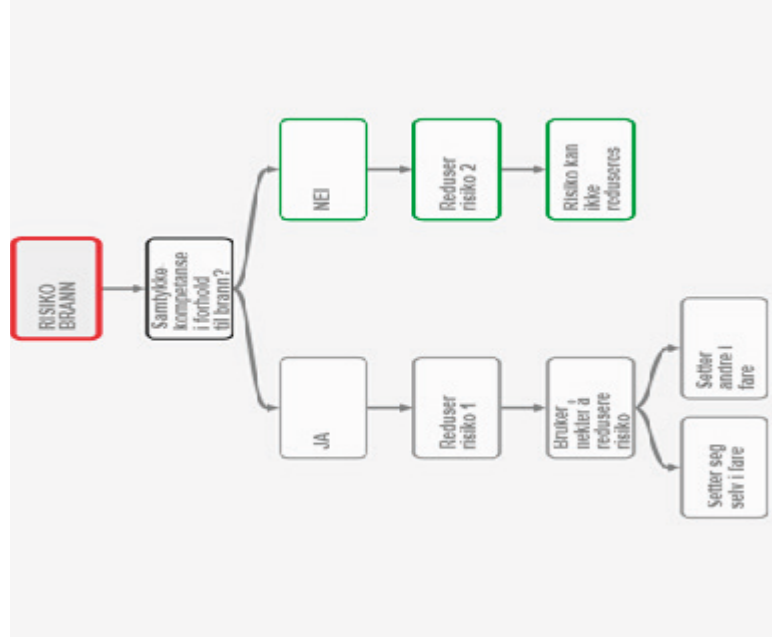 RISIKO
BRANN
Samtykke-
kompetanse
i forhold
til brann?
JA
NEI
Reduser
risiko 1
Reduser
risiko 2
Bruker
nekter å
redusere
risiko
Risiko kan
ikke
reduseres
Setter seg
selv i fare
Setter
andre i
fare